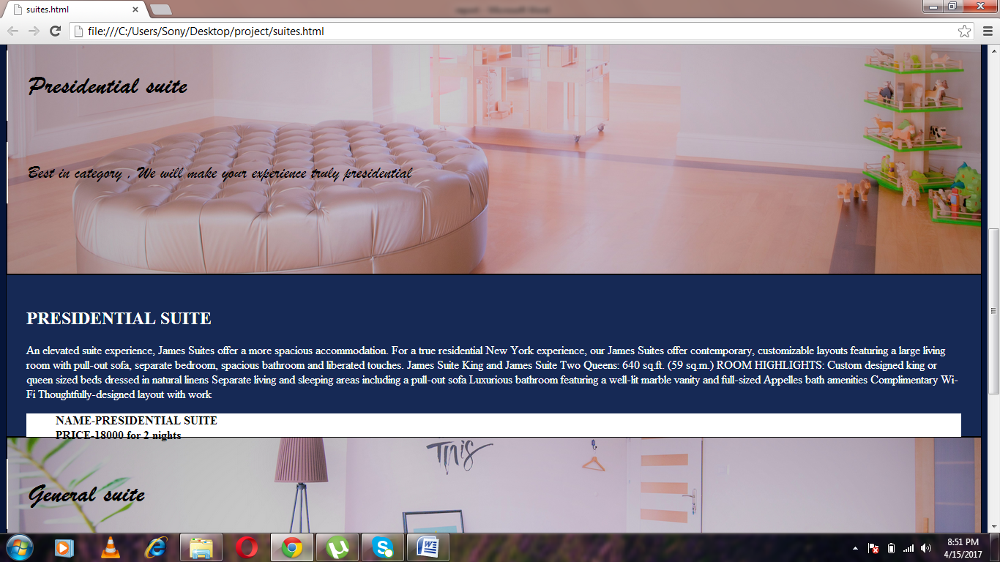 suites.html
file:///C:/Users/Sony/Desktop/project/suites.html
Presidential suite
Best in category , We will make your experience truly presidential
PRESIDENTIAL SUITE
An elevated suite experience, James Suites offer a more spacious accommodation. For a true residential New York experience, our James Suites offer contemporary, customizable layouts featuring a large living
room with pull-out sofa, separate bedroom, spacious bathroom and liberated touches. James Suite King and James Suite Two Queens: 640 sq.ft. (59 sq.m.) ROOM HIGHLIGHTS: Custom designed king or
queen sized beds dressed in natural linens Separate living and sleeping areas including a pull-out sofa Luxurious bathroom featuring a well-lit marble vanity and full-sized Appelles bath amenities Complimentary Wi-
Fi Thoughtfully-designed layout with work
NAME-PRESIDENTIAL SUITE
PRICE-18000 for 2 nights
General suite
8:51 PM
4/15/2017